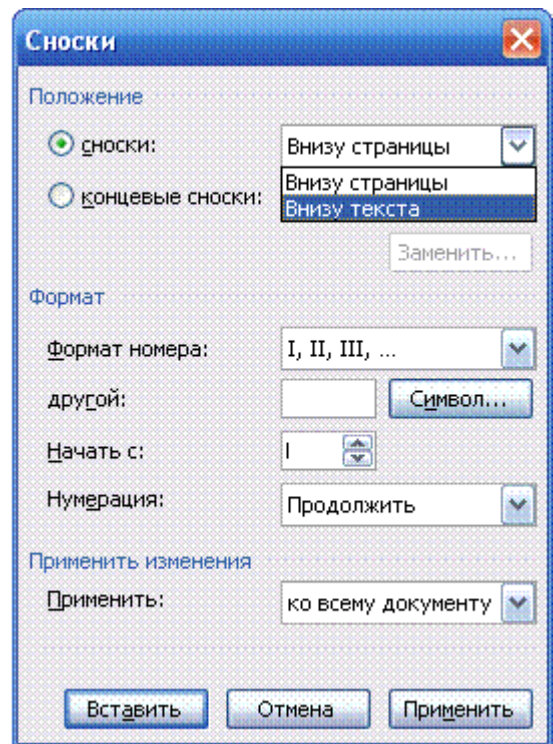 Сноски
Положение
сноски: Внизу страницы
Внизу страницы
концевые сноски: Внизу текста
Заменить...
Формат
Формат номера: I, II, III, ...
другой: Символ...
Начать с: I
Нумерация: Продолжить
Применить изменения
Применить: ко всему документу
Вставить Отмена Применить